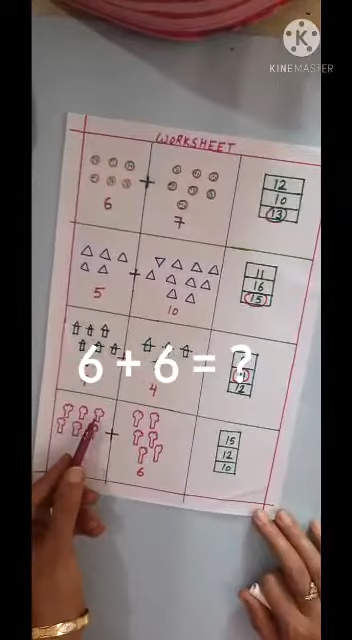 KINEMASTER
WORKSHEET
6 + 7
12
10
13
5 + 10
11
16
15
6 + 6 = ?
4
12
+ 6
15
12
10